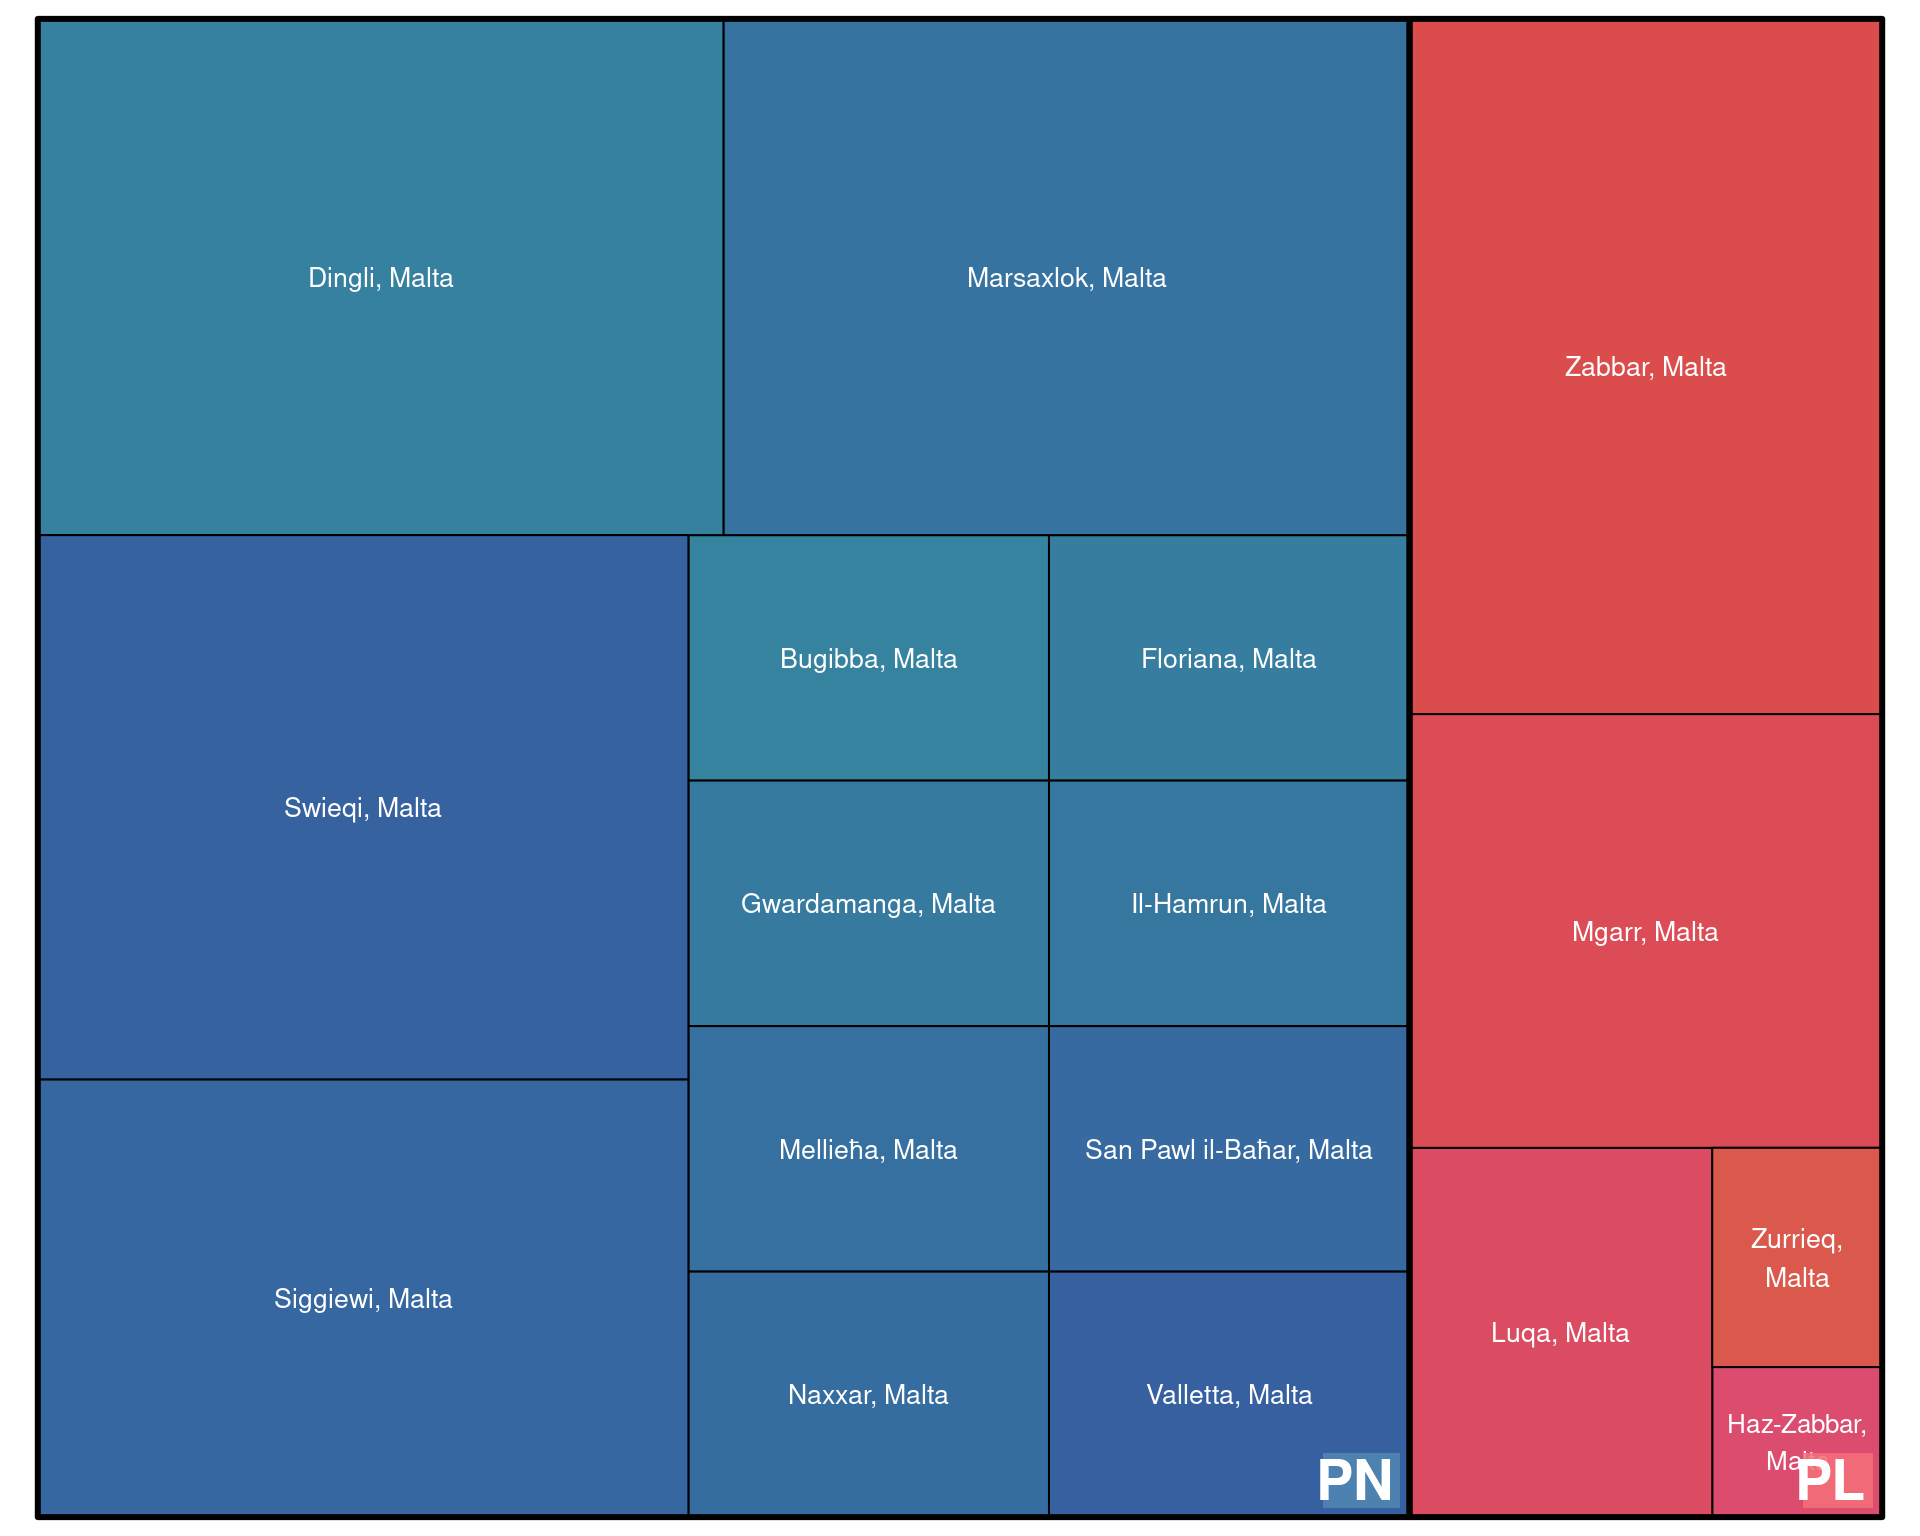 Dingli, Malta
Marsaxlok, Malta
Zabbar, Malta
Swieqi, Malta
Bugibba, Malta
Floriana, Malta
Gwardamanga, Malta
Il-Hamrun, Malta
Mgarr, Malta
Siggiewi, Malta
Mellieħa, Malta
San Pawl il-Baħar, Malta
Naxxar, Malta
Valletta, Malta
PN
Luqa, Malta
Zurrieq,
Malta
Haz-Zabbar,
Malta
PL